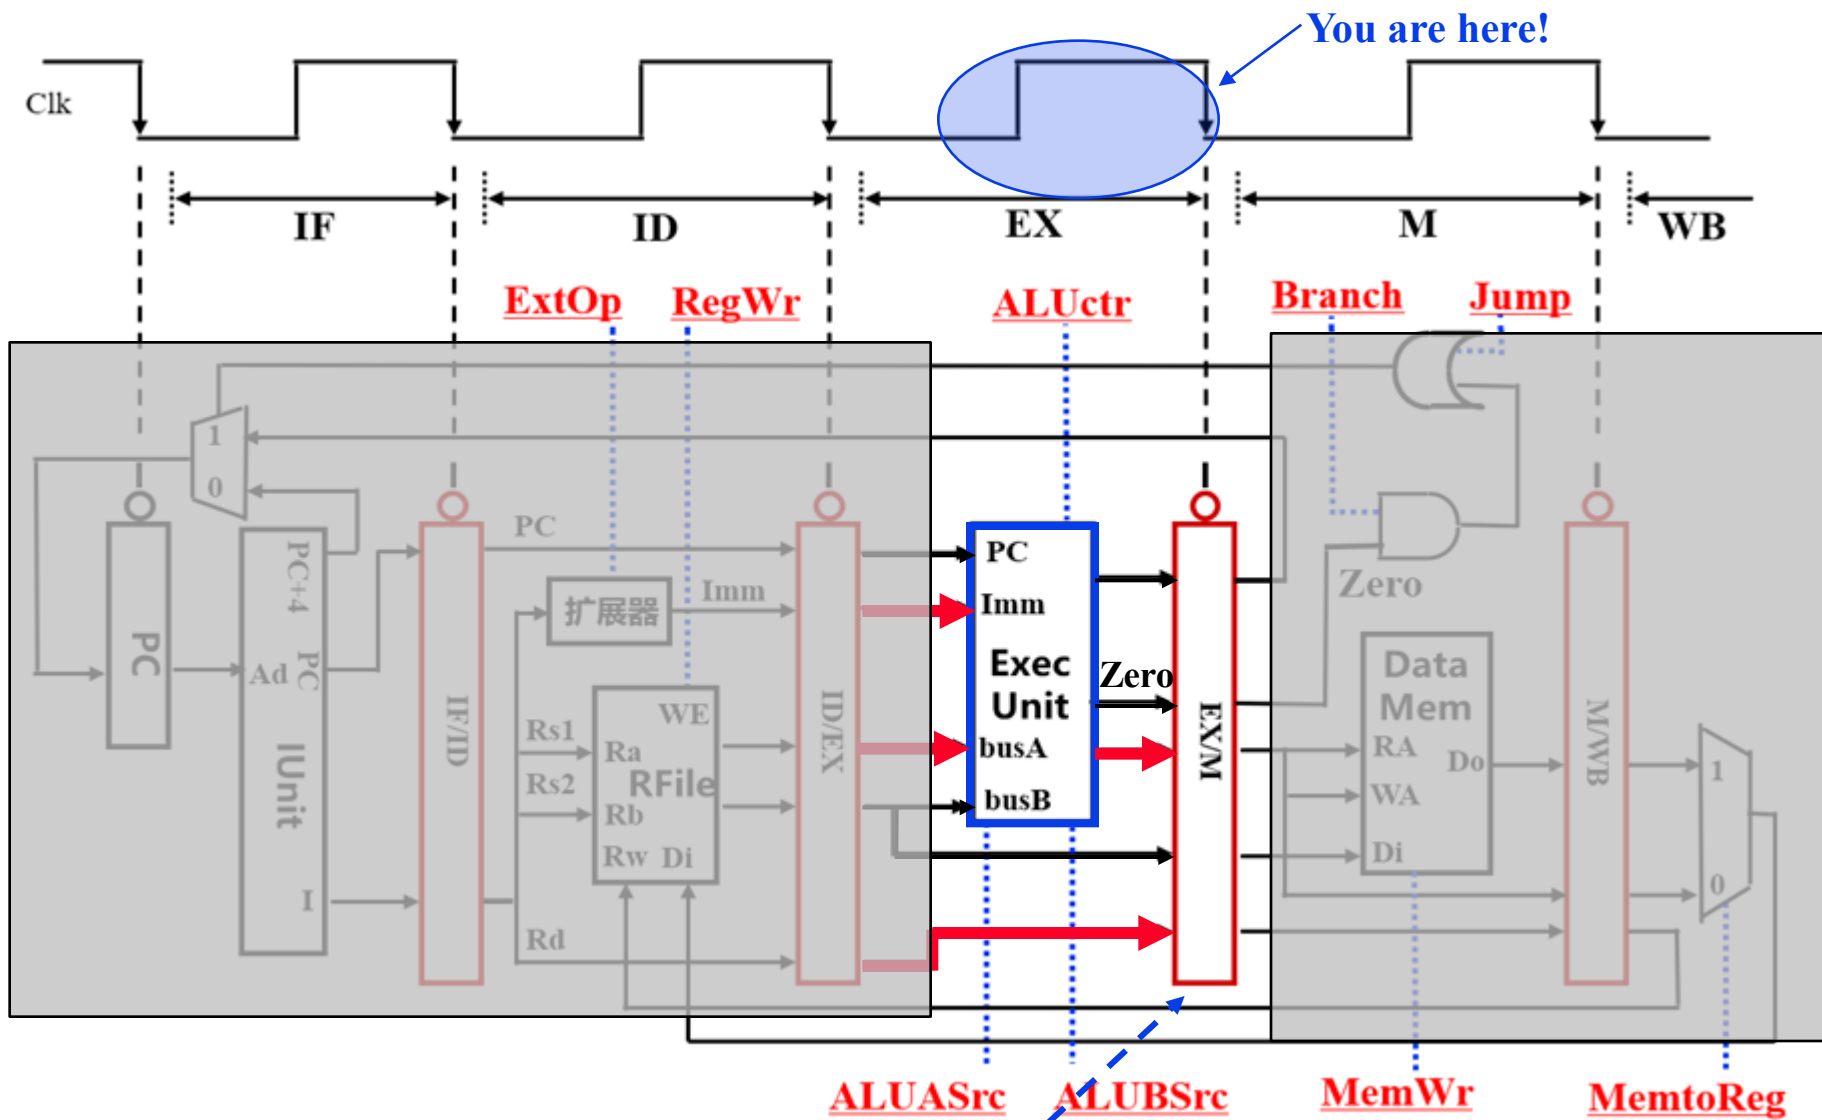 You are here!
Clk
IF
ID
EX
M
WB
ExtOp
RegWr
ALUctr
Branch
Jump
1
0
PC
PC+4
Ad
PC
IUnit
I
IF/ID
PC
扩展器
Imm
Rs1
Rs2
Rd
WE
Ra
RFile
Rb
Rw
Di
ID/EX
PC
Imm
Exec
Unit
busA
busB
Zero
EX/M
Zero
Data
Mem
RA
Do
WA
Di
M/WB
1
0
ALUASrc
ALUBSrc
MemWr
MemtoReg